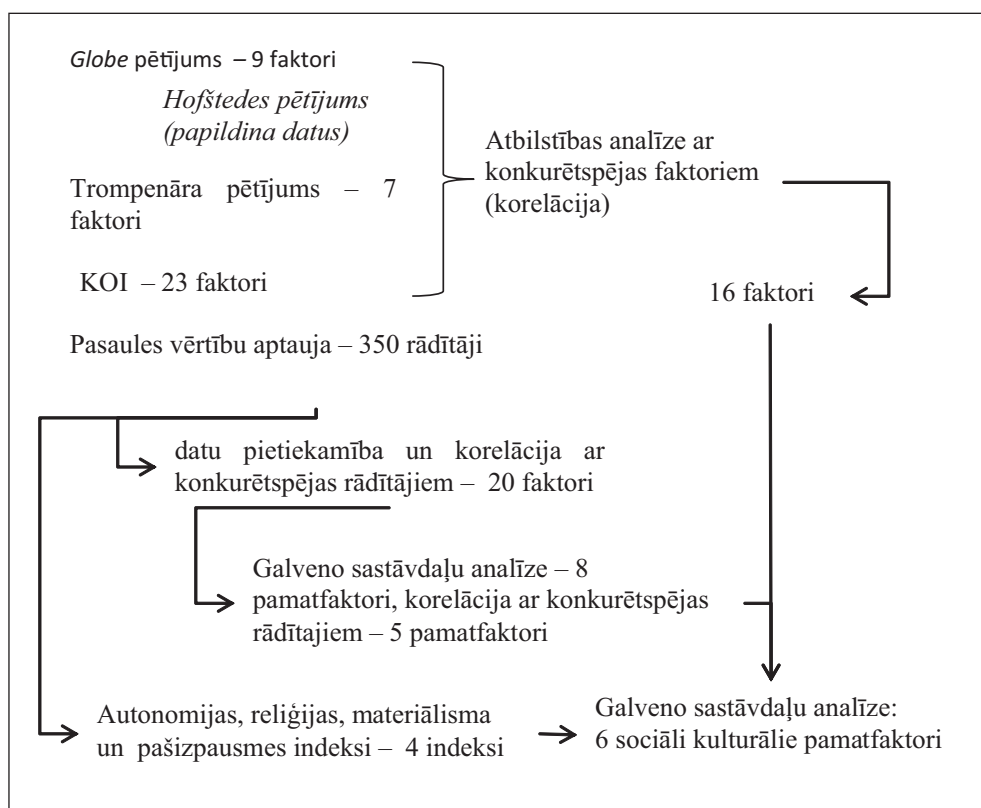 Globe pētījums – 9 faktori
Hofštedes pētījums
(papildina datus)
Trompenāra pētījums – 7
faktori
KOI – 23 faktori
Atbilstības analīze ar
konkurētspējas faktoriem
(korelācija)
16 faktori
Pasaules vērtību aptauja – 350 rādītāji
datu pietiekamība un korelācija ar
konkurētspējas rādītājiem – 20 faktori
Galveno sastāvdaļu analīze – 8
pamatfaktori, korelācija ar konkurētspējas
rādītajiem – 5 pamatfaktori
Autonomijas, reliģijas, materiālisma
un pašizpausmes indeksi – 4 indeksi
Galveno sastāvdaļu analīze:
6 sociāli kulturālie pamatfaktori